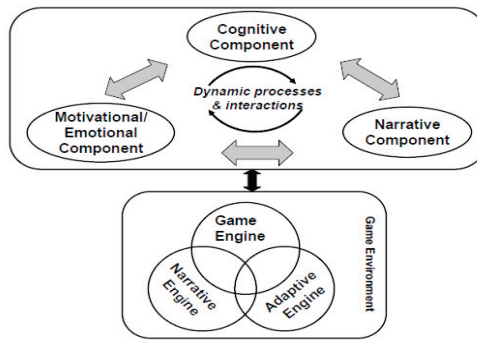 Cognitive
Component
Dynamic processes
& interactions
Motivational/
Emotional
Component
Narrative
Component
Game
Engine
Narrative
Engine
Adaptive
Engine
Game Environment